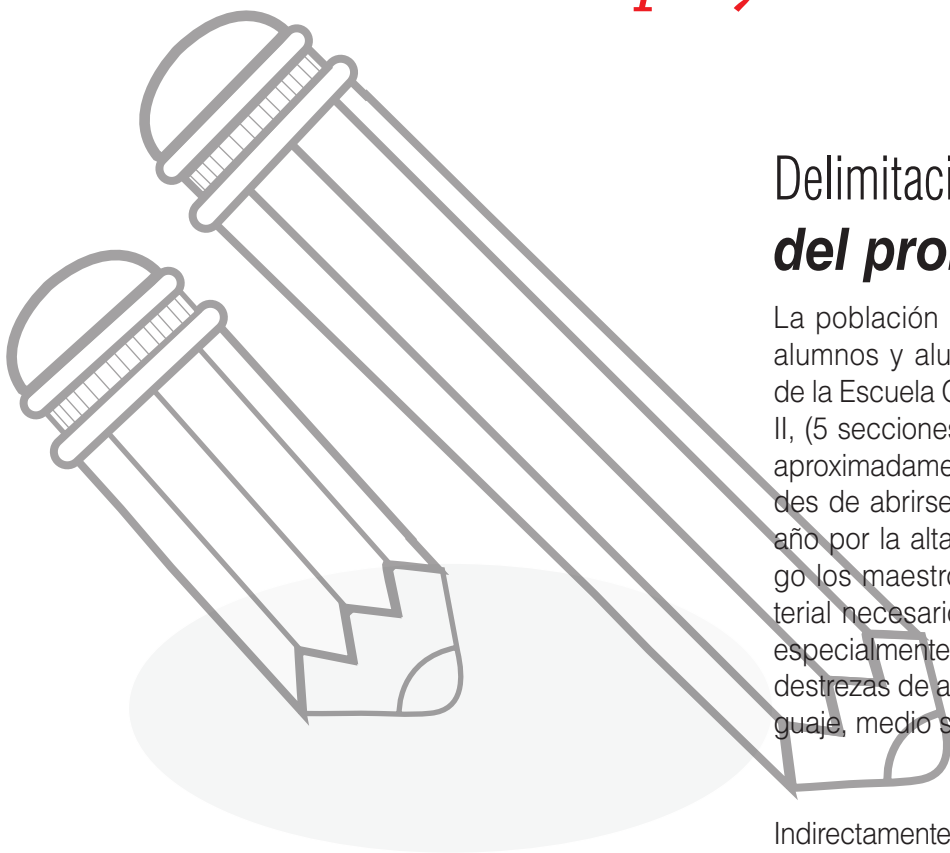 Delimitaci
del pro
La población
alumnos y alu
de la Escuela
II, (5 secciones
aproximadame
des de abrirse
año por la alta
go los maestro
terial necesario
especialmente
destrezas de a
guaje, medio s
Indirectamente